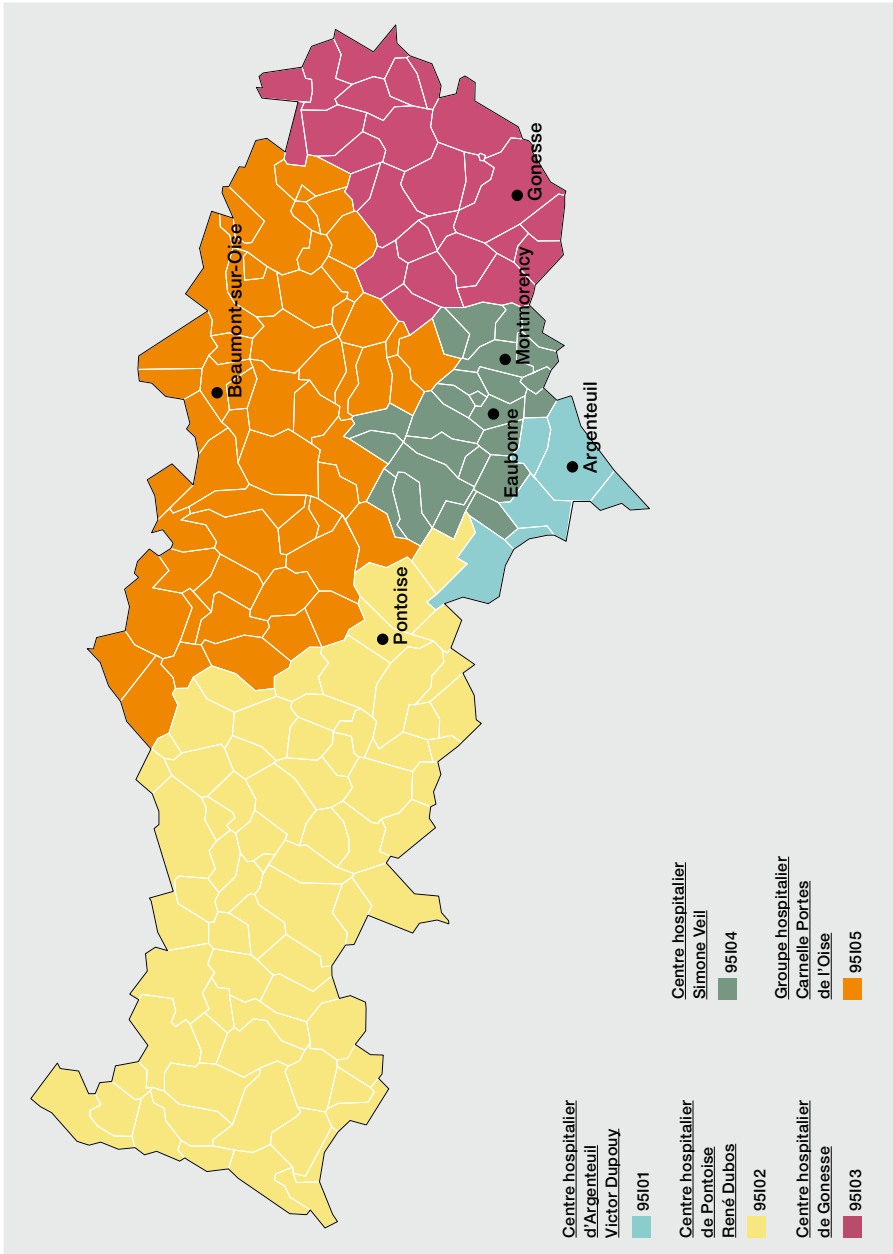 Beaumont-sur-Oise
Gonesse
Montmorency
Eaubonne
Argenteuil
Pontoise
Centre hospitalier
d'Argenteuil
Victor Dupouy
95I01
Centre hospitalier
de Pontoise
René Dubos
95I02
Centre hospitalier
de Gonesse
95I03
Centre hospitalier
Simone Veil
95I04
Groupe hospitalier
Carnelle Portes
de l'Oise
95I05